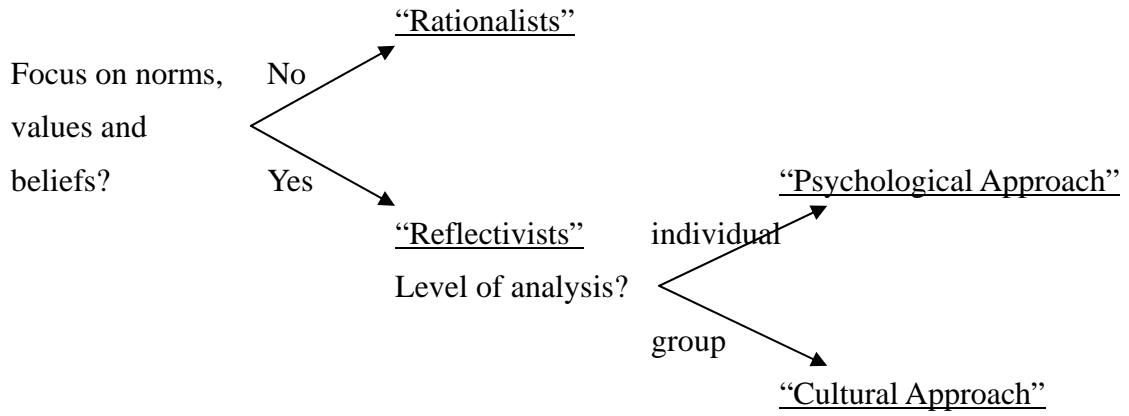 “Rationalists”
Focus on norms, No
values and
beliefs? Yes
“Psychological Approach”
“Reflectivists” individual
Level of analysis?
group
“Cultural Approach”